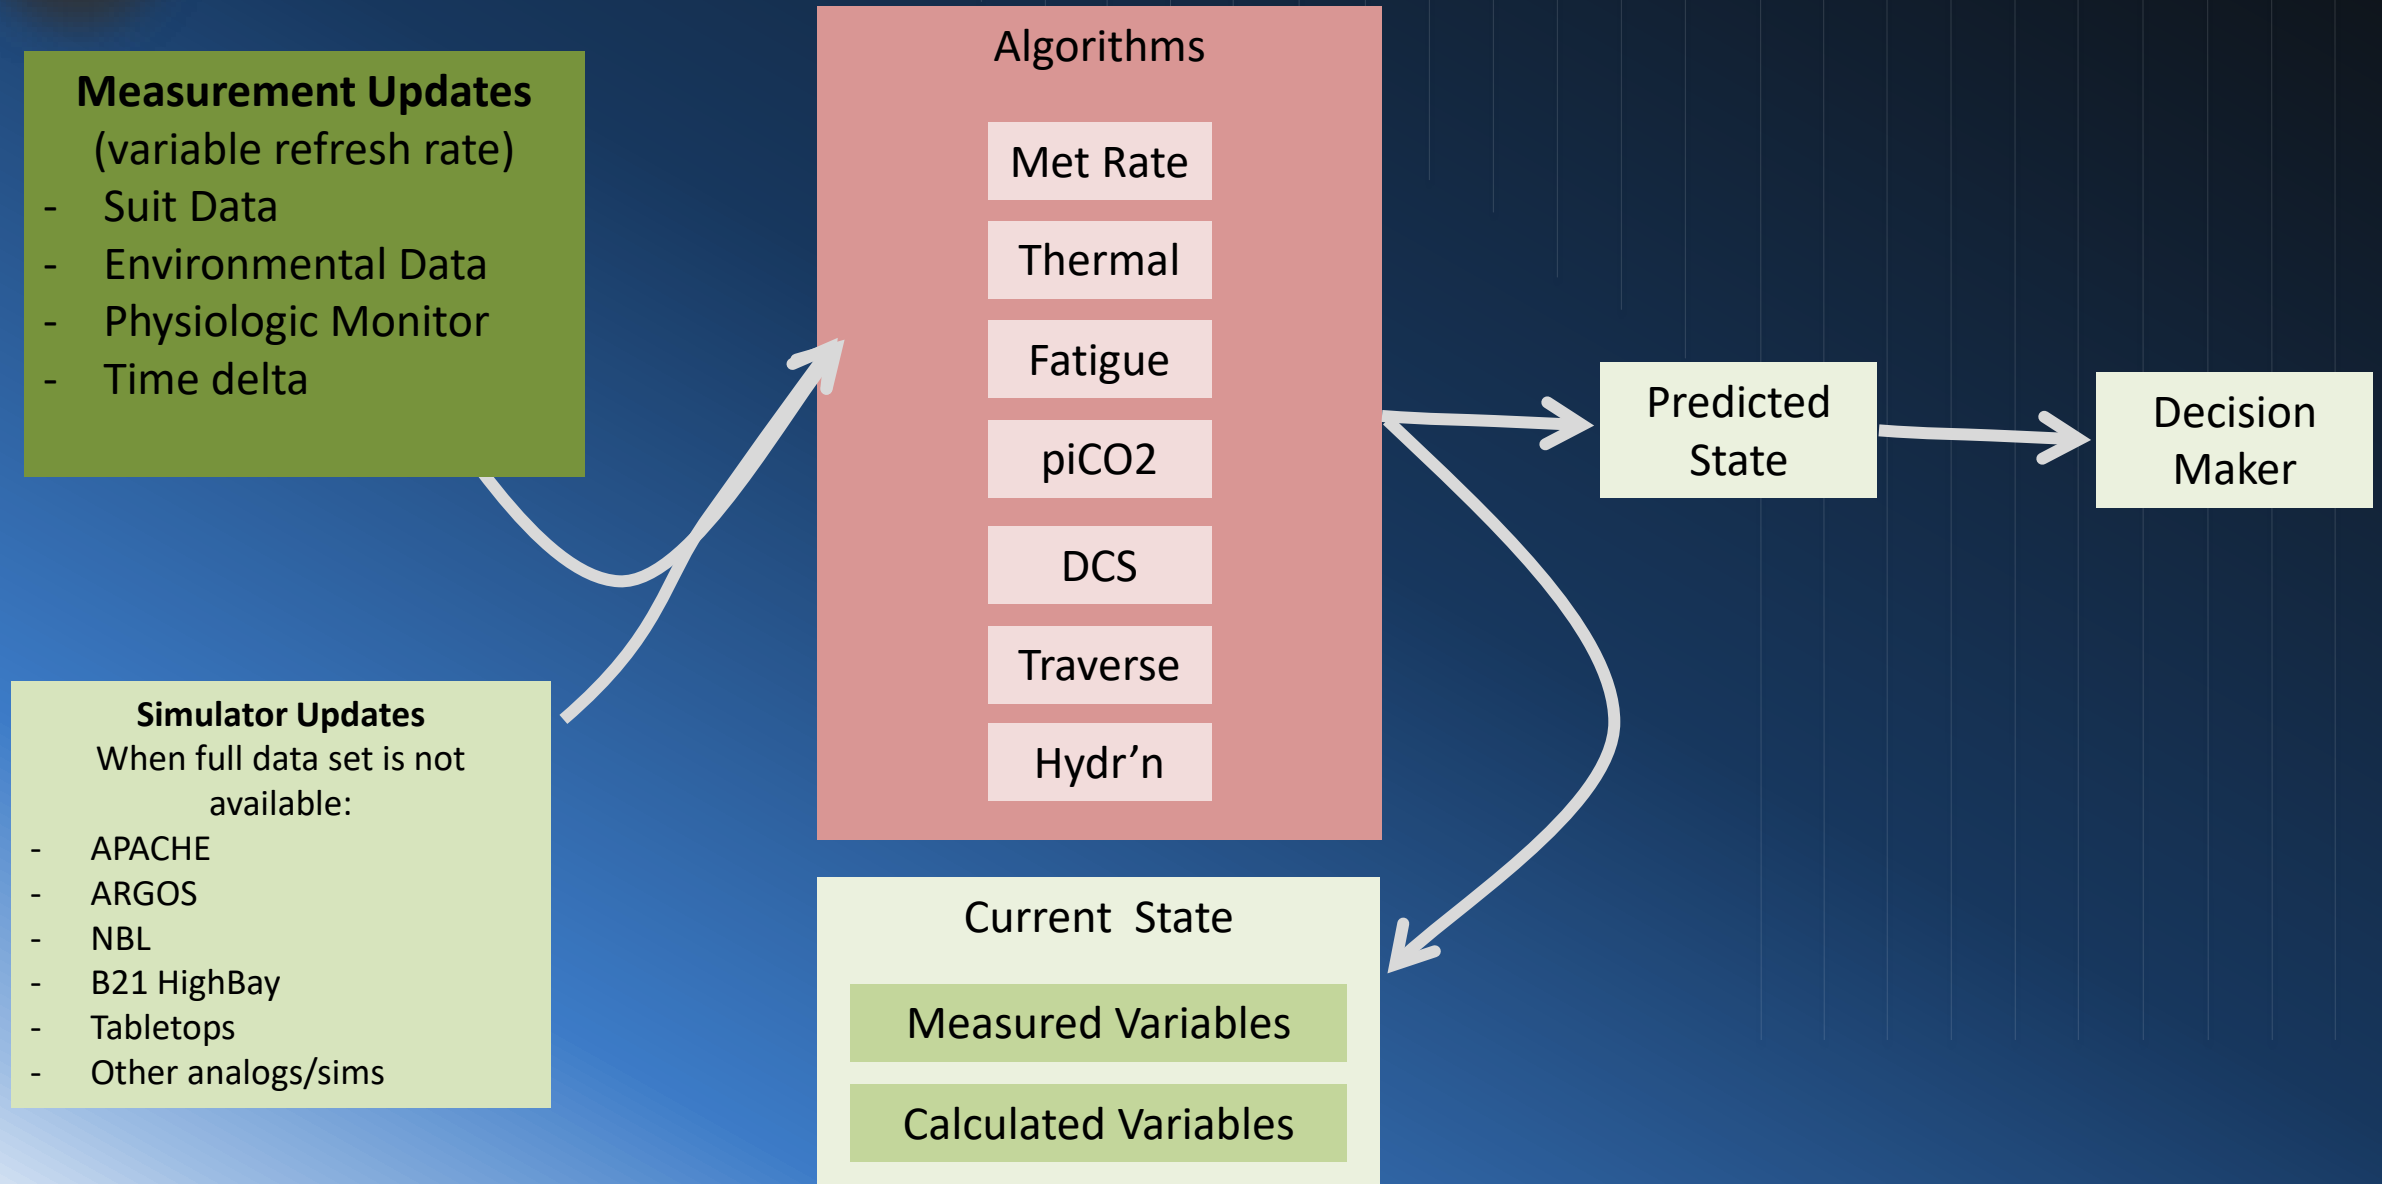 Measurement Updates
(variable refresh rate)
- Suit Data
- Environmental Data
- Physiologic Monitor
- Time delta
Simulator Updates
When full data set is not
available:
- APACHE
- ARGOS
- NBL
- B21 HighBay
- Tabletops
- Other analogs/sims
Algorithms
Met Rate
Thermal
Fatigue
piCO2
DCS
Traverse
Hydr’n
Current State
Measured Variables
Calculated Variables
Predicted
State
Decision
Maker